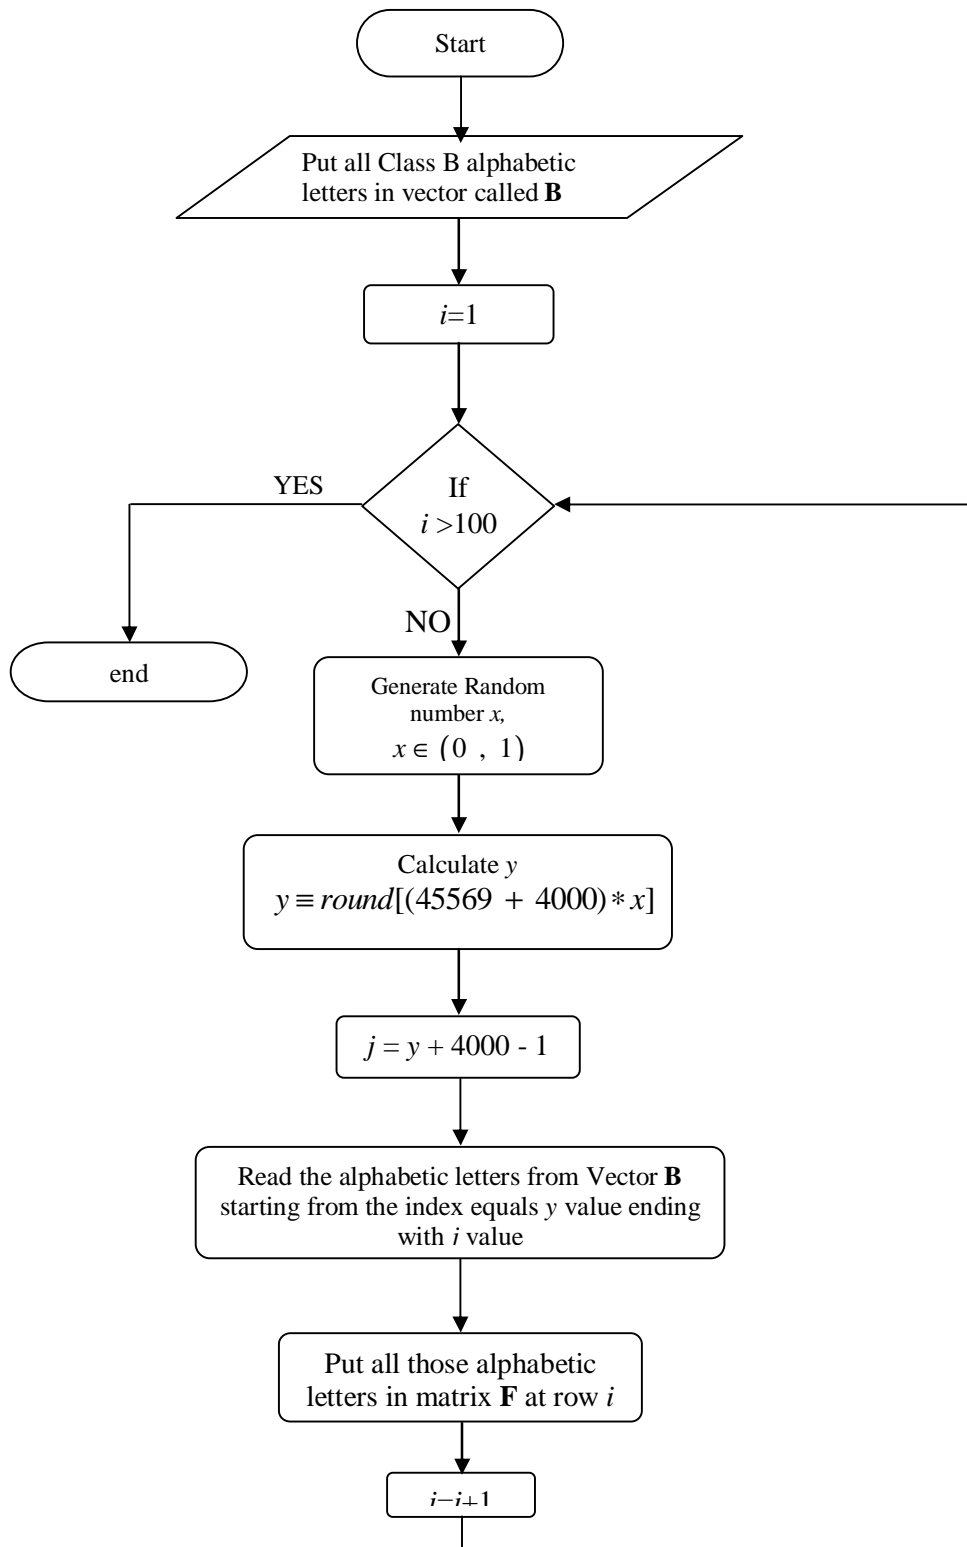 Start
Put all Class B alphabetic
letters in vector called B
i=1
If
i >100
YES
NO
end
Generate Random
number x,
x ∈ (0 , 1)
Calculate y
y ≡ round[(45569 + 4000) * x]
j = y + 4000 - 1
Read the alphabetic letters from Vector B
starting from the index equals y value ending
with i value
Put all those alphabetic
letters in matrix F at row i
i=i+1